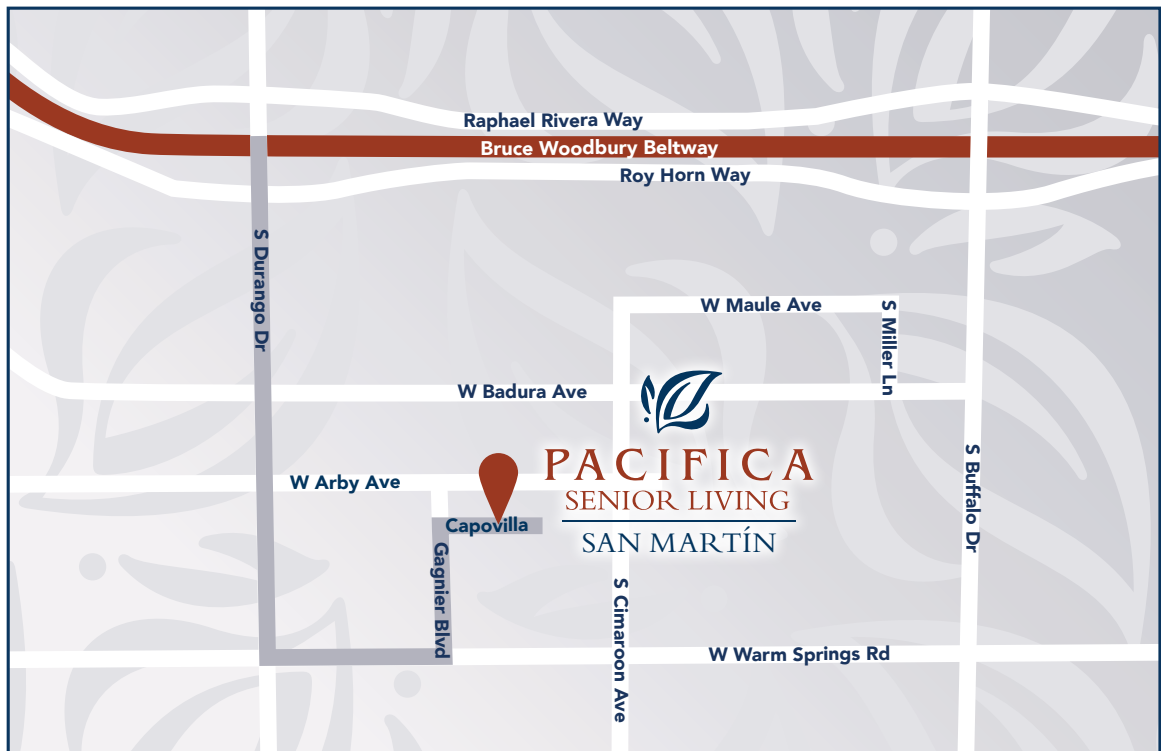 Raphael Rivera Way
Bruce Woodbury Beltway
Roy Horn Way
S Durango Dr
W Maule Ave
S Miller Ln
W Badura Ave
PACIFICA
SENIOR LIVING
SAN MARTÍN
W Arby Ave
S Buffalo Dr
Capovilla
Gagnier Blvd
S Cimaroon Ave
W Warm Springs Rd